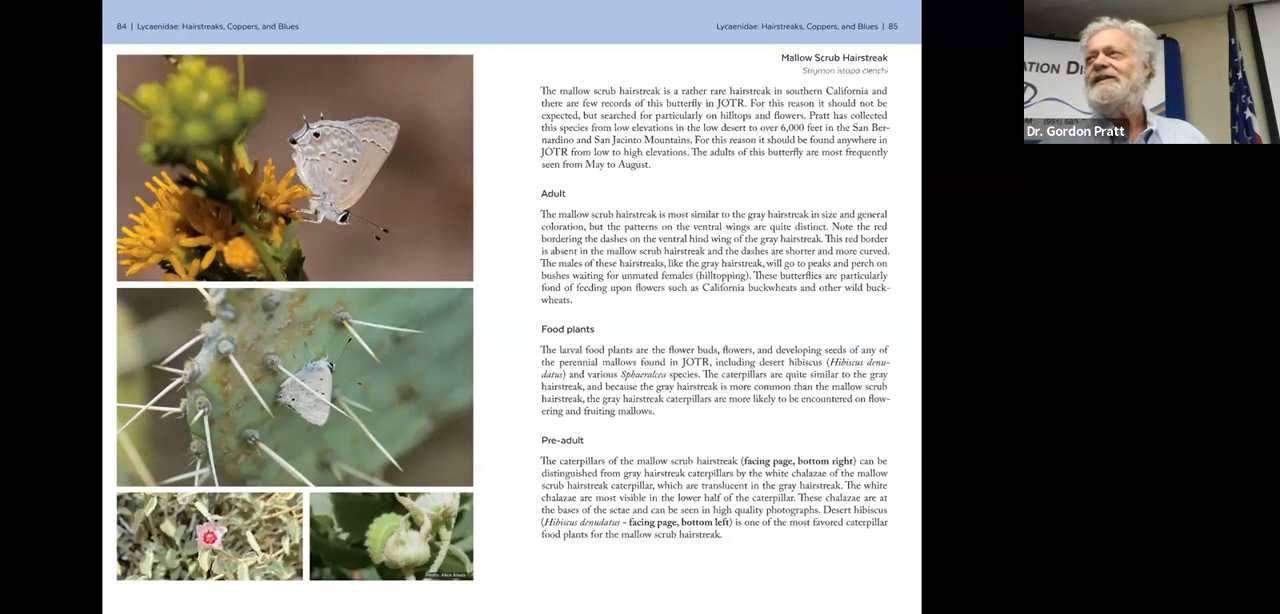 84 | Lycaenidae: Hairstreaks, Coppers, and Blues
Lycaenidae: Hairstreaks, Coppers, and Blues | 85
Mallow Scrub Hairstreak
Strymon istapa clenchi
The mallow scrub hairstreak is a rather rare hairstreak in southern California and
there are few records of this butterfly in JOTR. For this reason it should not be
expected, but searched for particularly on hilltops and flowers. Pratt has collected
this species from low elevations in the low desert to over 6,000 feet in the San Ber-
nardino and San Jacinto Mountains. For this reason it should be found anywhere in
JOTR from low to high elevations. The adults of this butterfly are most frequently
seen from May to August.
Adult
The mallow scrub hairstreak is most similar to the gray hairstreak in size and general
coloration, but the patterns on the ventral wings are quite distinct. Note the red
bordering the dashes on the ventral hind wing of the gray hairstreak. This red border
is absent in the mallow scrub hairstreak and the dashes are shorter and more curved.
The males of these hairstreaks, like the gray hairstreak, will go to peaks and perch on
bushes waiting for unmated females (hilltopping). These butterflies are particularly
fond of feeding upon flowers such as California buckwheats and other wild buck-
wheats.
Food plants
The larval food plants are the flower buds, flowers, and developing seeds of any of
the perennial mallows found in JOTR, including desert hibiscus (Hibiscus denu-
datus) and various Sphaeralcea species. The caterpillars are quite similar to the gray
hairstreak, and because the gray hairstreak is more common than the mallow scrub
hairstreak, the gray hairstreak caterpillars are more likely to be encountered on flow-
ering and fruiting mallows.
Pre-adult
The caterpillars of the mallow scrub hairstreak (facing page, bottom right) can be
distinguished from gray hairstreak caterpillars by the white chalazae of the mallow
scrub hairstreak caterpillar, which are translucent in the gray hairstreak. The white
chalazae are most visible in the lower half of the caterpillar. These chalazae are at
the bases of the setae and can be seen in high quality photographs. Desert hibiscus
(Hibiscus denudatus - facing page, bottom left) is one of the most favored caterpillar
food plants for the mallow scrub hairstreak.
Photo: Alice Abela
ATION DI
(951) 683
Dr. Gordon Pratt